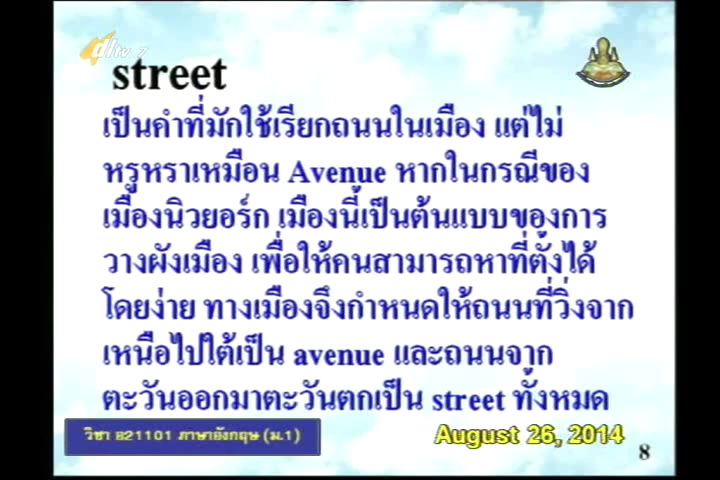 dltv 7
street
เป็นคำที่มักใช้เรียกถนนในเมือง แต่ไม่
หรูหราเหมือน Avenue หากในกรณีของ
เมืองนิวยอร์ก เมืองนี้เป็นต้นแบบของการ
วางผังเมือง เพื่อให้คนสามารถหาที่ตั้งได้
โดยง่าย ทางเมืองจึงกำหนดให้ถนนที่วิ่งจาก
เหนือไปใต้เป็น avenue และถนนจาก
ตะวันออกมาตะวันตกเป็น street ทั้งหมด
วิชา อ21101 ภาษาอังกฤษ (ม.1)
August 26, 2014
8